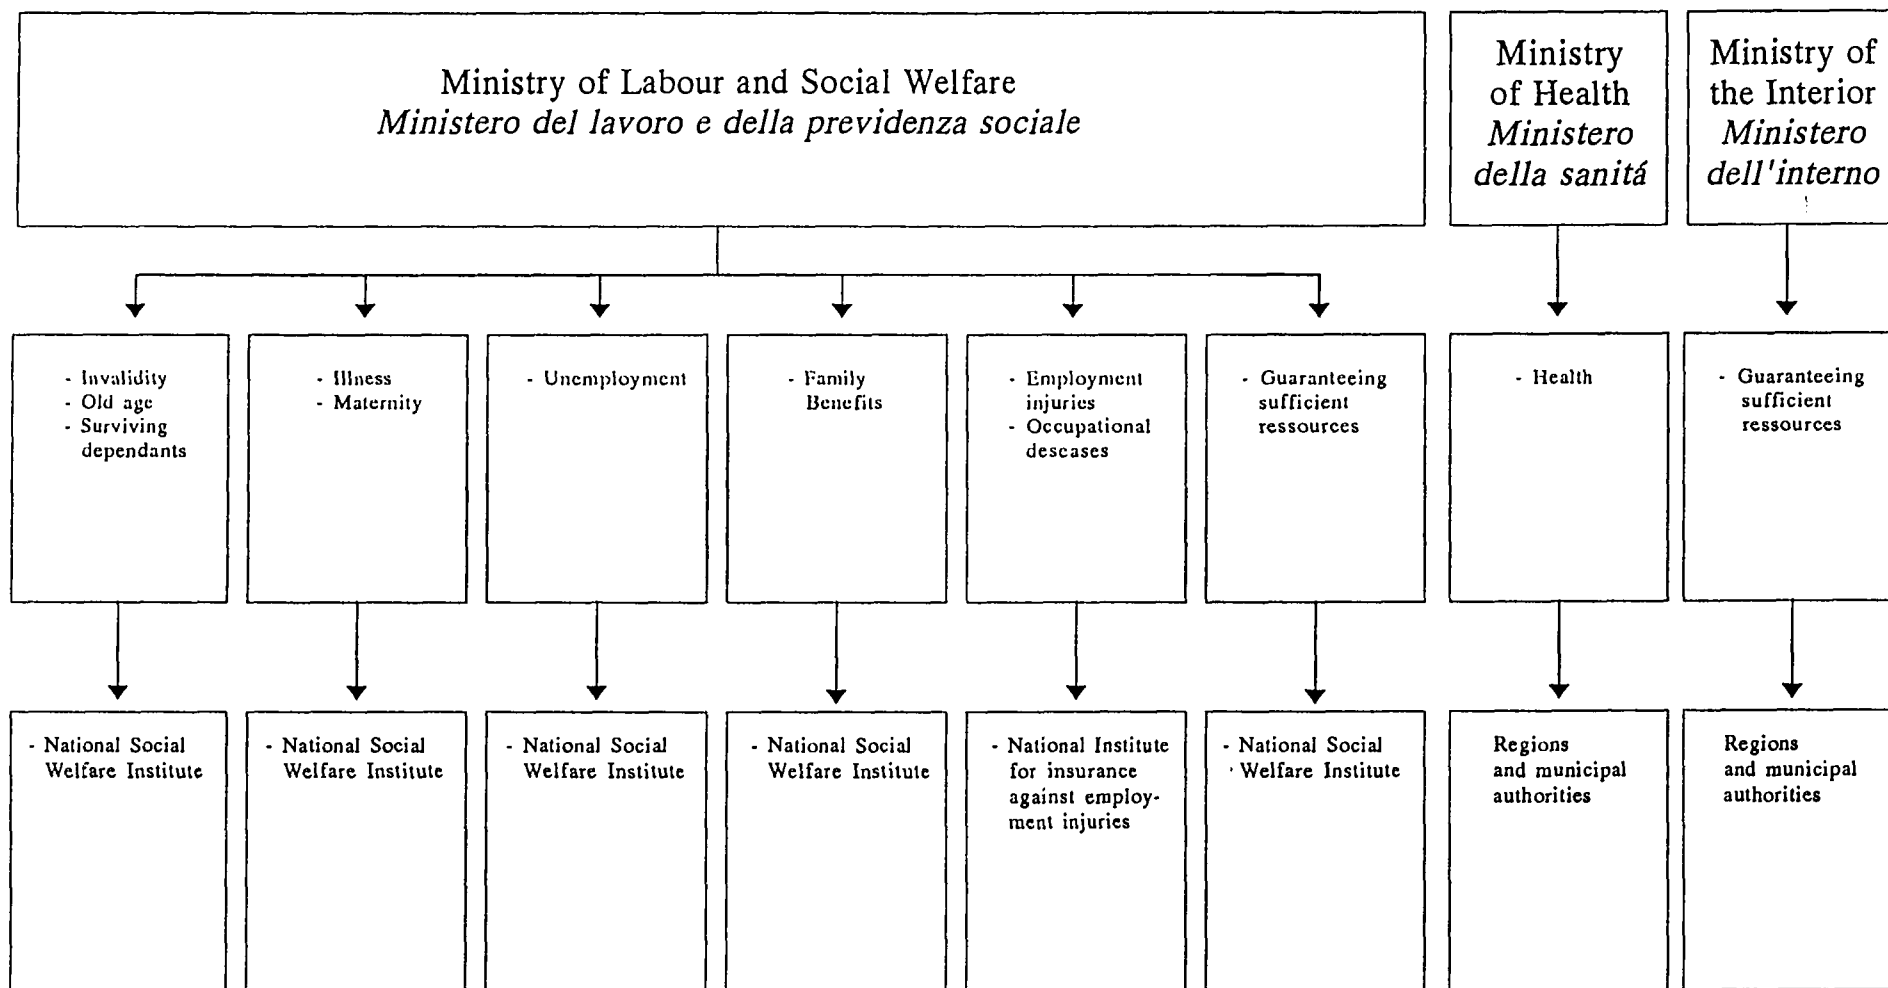 Ministry of Labour and Social Welfare
Ministero del lavoro e della previdenza sociale
Ministry
of Health
Ministero
della sanitá
Ministry of
the Interior
Ministero
dell'interno
- Invalidity
- Old age
- Surviving
dependants
- Illness
- Maternity
- Unemployment
- Family
Benefits
- Employment
injuries
- Occupational
descases
- Guaranteeing
sufficient
ressources
- Health
- Guaranteeing
sufficient
ressources
- National Social
Welfare Institute
- National Social
Welfare Institute
- National Social
Welfare Institute
- National Social
Welfare Institute
- National Institute
for insurance
against employ-
ment injuries
- National Social
Welfare Institute
Regions
and municipal
authorities
Regions
and municipal
authorities